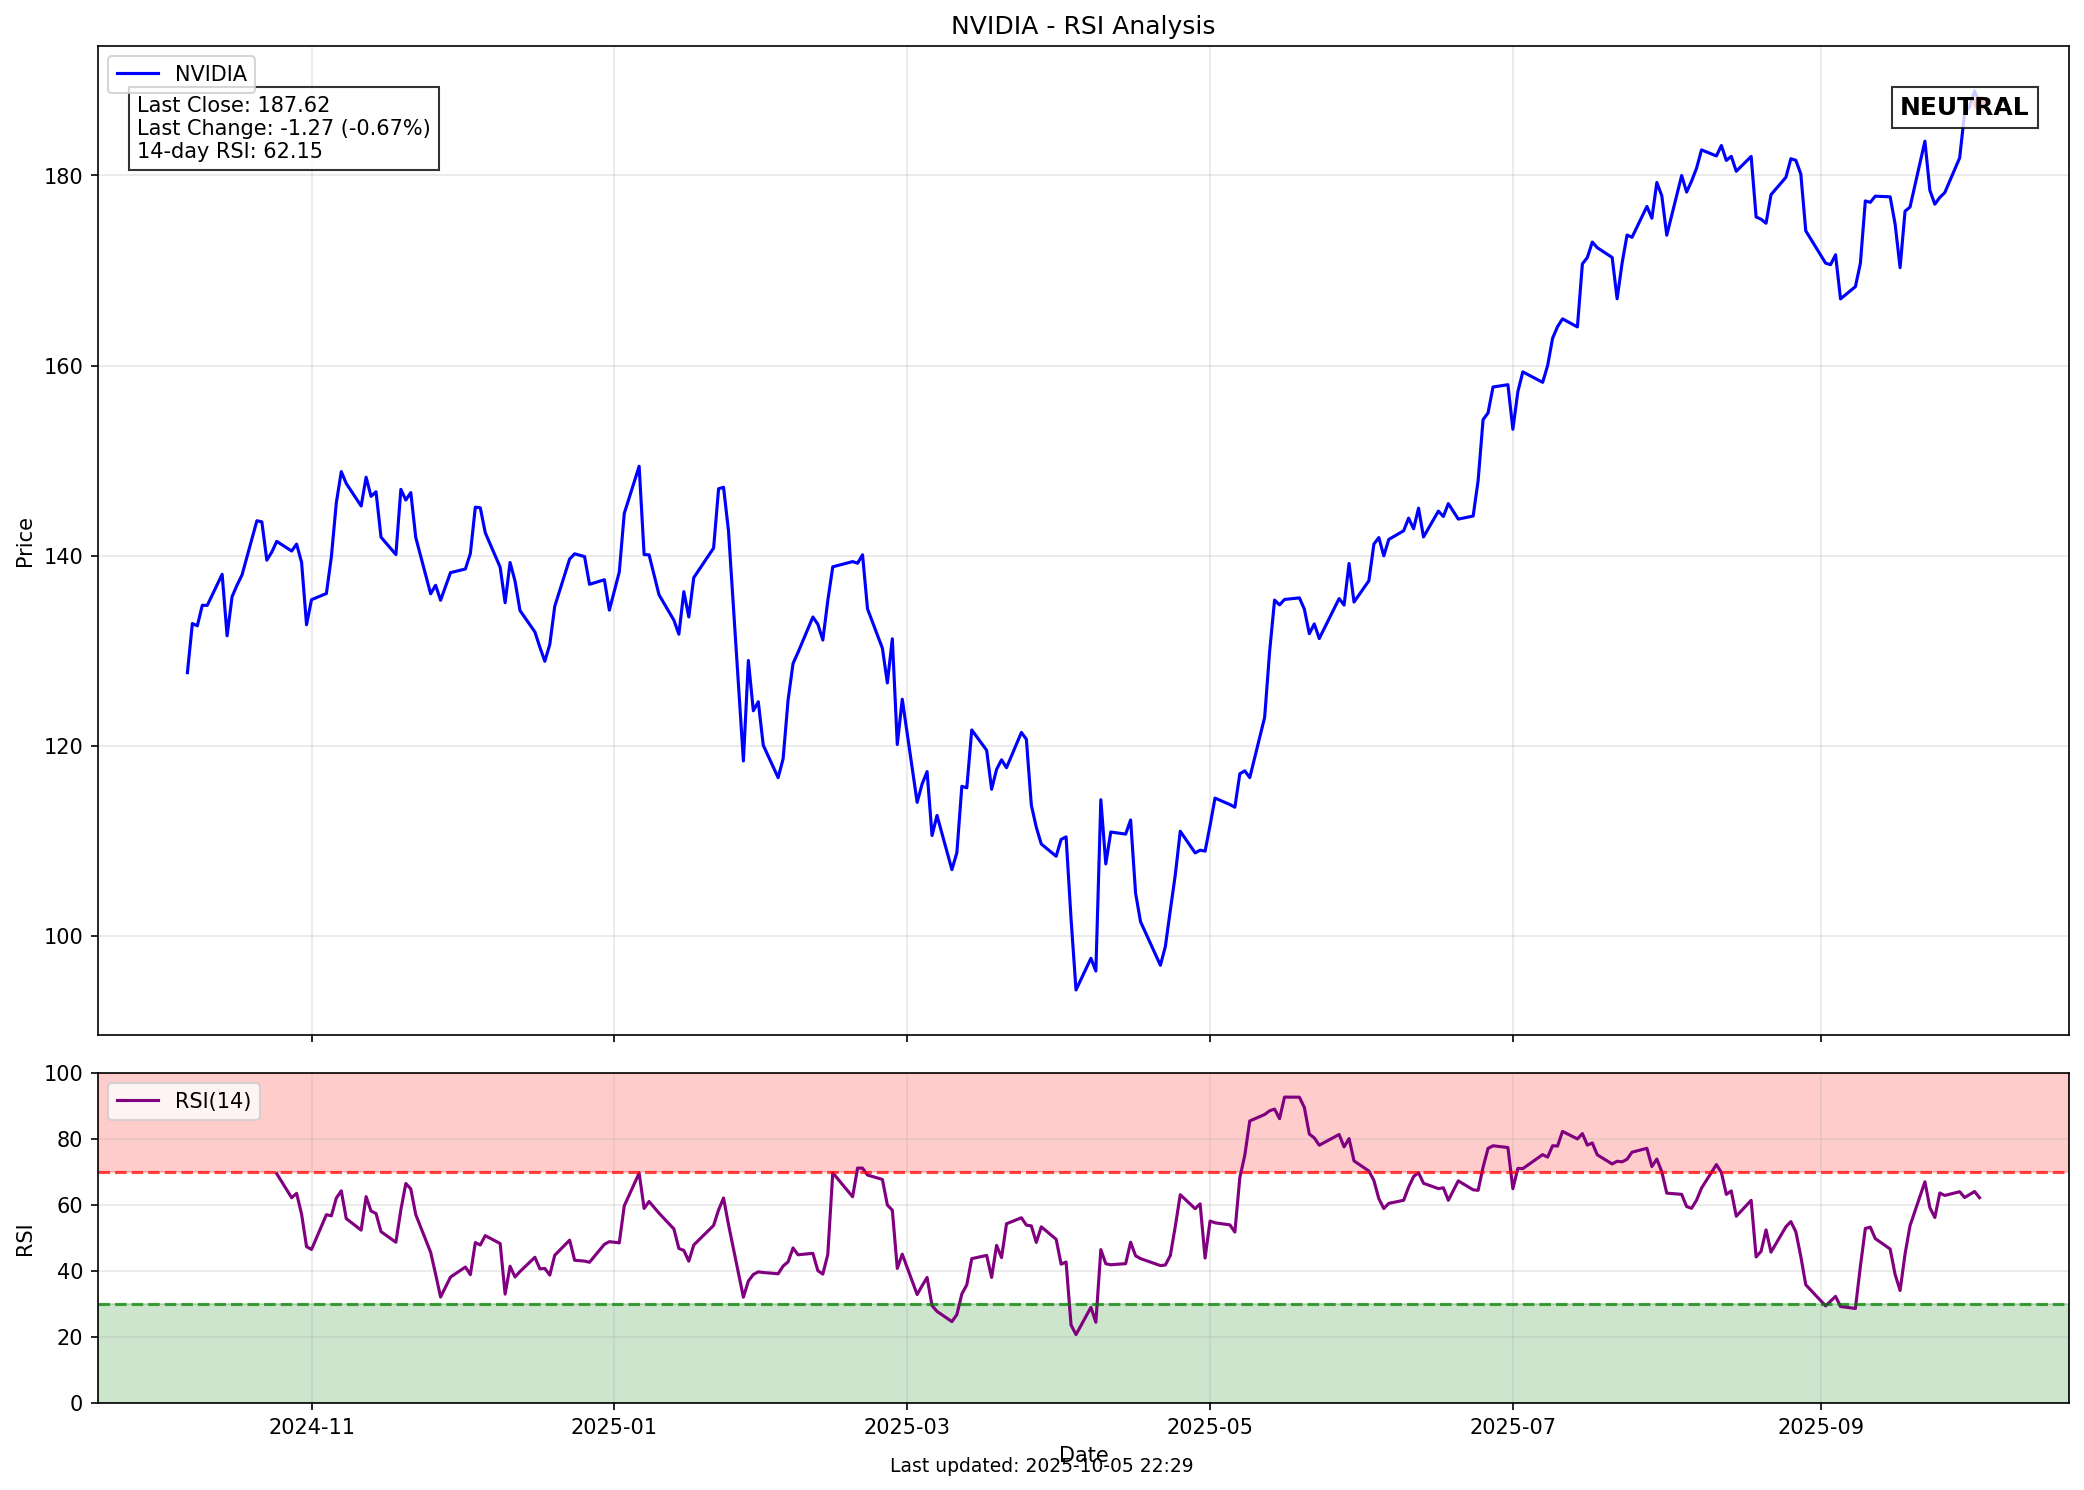 NVIDIA - RSI Analysis
NVIDIA
Last Close: 187.62
Last Change: -1.27 (-0.67%)
14-day RSI: 62.15
NEUTRAL
Price
180
160
140
120
100
RSI(14)
RSI
100
80
60
40
20
0
2024-11
2025-01
2025-03
2025-05
2025-07
2025-09
Date
Last updated: 2025-10-05 22:29